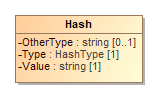 Hash
-OtherType : string [0..1]
-Type : HashType [1]
-Value : string [1]